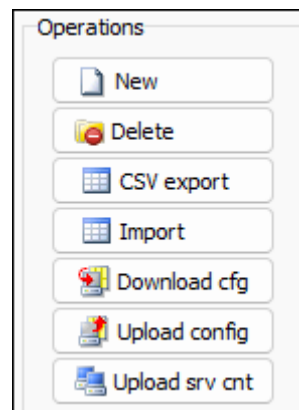 Operations
New
Delete
CSV export
Import
Download cfg
Upload config
Upload srv cnt